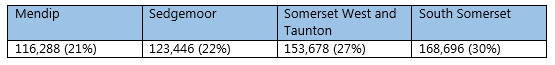 Mendip Sedgemoor Somerset West and South Somerset
Taunton
116,288 (21%) 123,446 (22%) 153,678 (27%) 168,696 (30%)